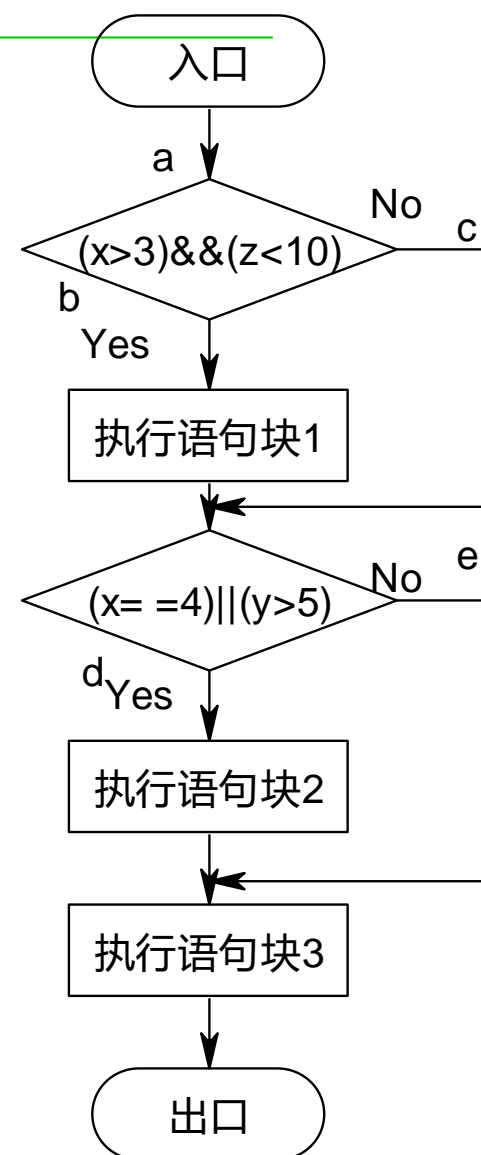 入口
a
(x>3)&&(z<10)
No
c
b
Yes
执行语句块1
(x= =4)||(y>5)
No
e
d
Yes
执行语句块2
执行语句块3
出口